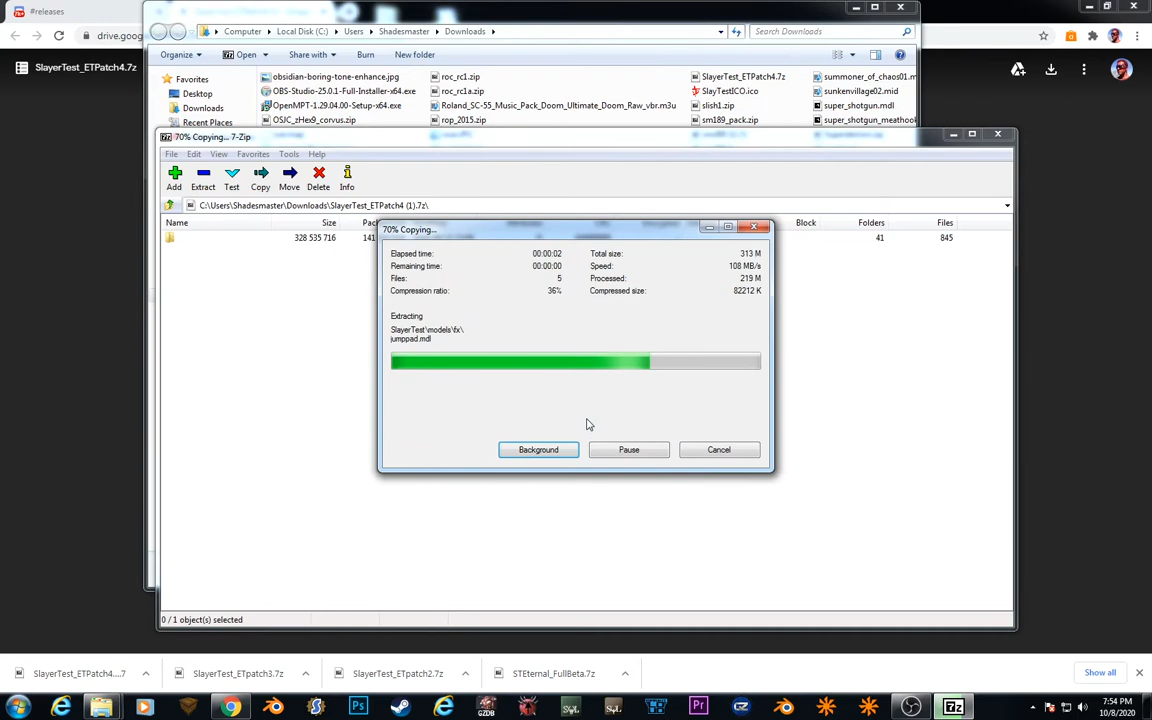 #releases
drive.goog
SlayerTest_ETPatch4.7z
Computer Local Disk (C:) Users Shadesmaster Downloads
Search Downloads
Organize Open Share with Burn New folder
Favorites
Desktop
Downloads
Recent Places
obsidian-boring-tone-enhance.jpg
OBS-Studio-25.0.1-Full-Installer-x64.exe
OpenMPT-1.29.04.00-Setup-x64.exe
OSJC_zHex9_corvus.zip
roc_rc1.zip
roc_rc1a.zip
Roland_SC-55_Music_Pack_Doom_Ultimate_Doom_Raw_vbr.m3u
rop_2015.zip
SlayerTest_ETPatch4.7z
SlayTestICO.ico
slish1.zip
sm189_pack.zip
summoner_of_chaos01.m
sunkenvillage02.mid
super_shotgun.mdl
super_shotgun_meathook
70% Copying... 7-Zip
File Edit View Favorites Tools Help
Add Extract Test Copy Move Delete Info
C:\Users\Shadesmaster\Downloads\SlayerTest_ETPatch4 (1).7z\
Name Size Pac Block Folders Files
328 535 716 141 41 845
70% Copying...
Elapsed time: 00:00:02 Total size: 313 M
Remaining time: 00:00:00 Speed: 108 MB/s
Files: 5 Processed: 219 M
Compression ratio: 36% Compressed size: 82212 K
Extracting
SlayerTest\models\fx\
jumppad.mdl
Background Pause Cancel
0 / 1 object(s) selected
SlayerTest_ETPatch4....7 SlayerTest_ETPatch3.7z SlayerTest_ETpatch2.7z STEternal_FullBeta.7z Show all
Ps GZDB Pr 7z
7:54 PM
10/8/2020